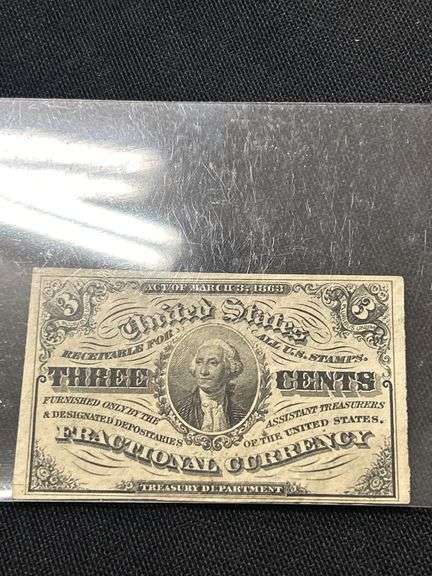 ACT OF MARCH 3: 1863
3 3
United States
RECEIVABLE FOR ALL U.S. STAMPS.
THREE CENTS
FURNISHED ONLY BY THE ASSISTANT TREASURERS
& DESIGNATED DEPOSITARIES OF THE UNITED STATES.
FRACTIONAL CURRENCY
TREASURY DEPARTMENT